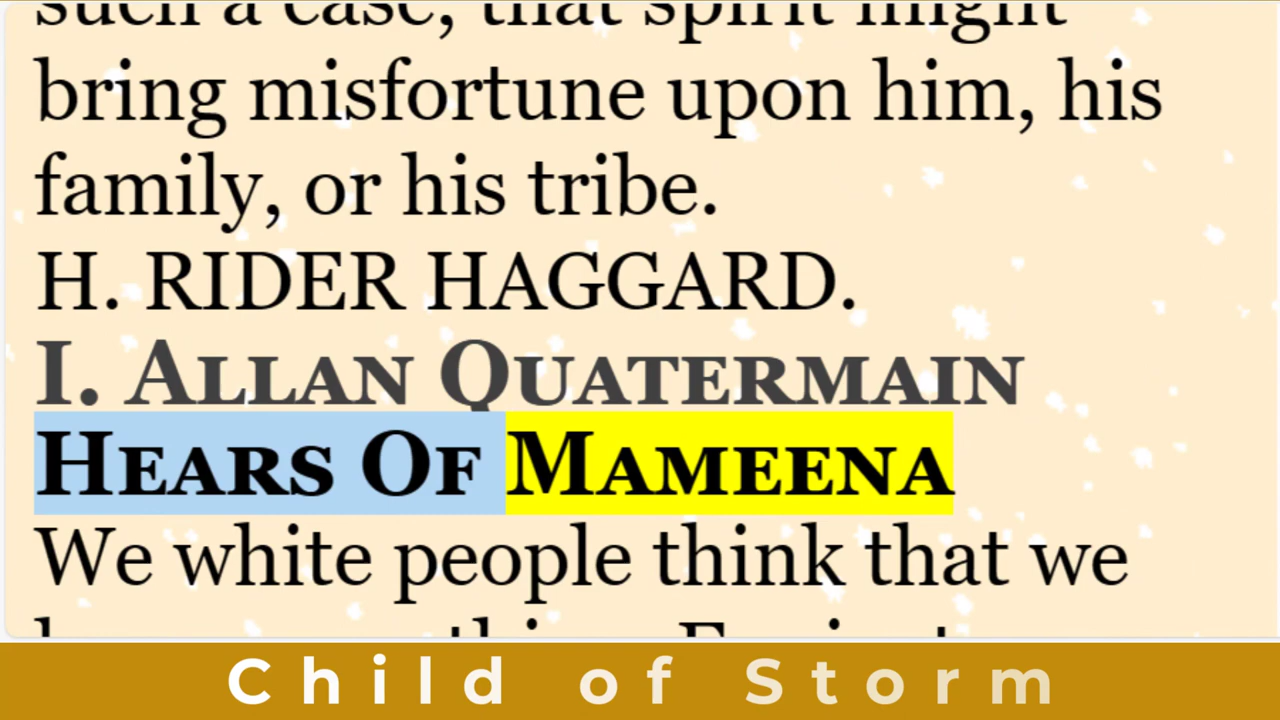 such a case, that spirit might
bring misfortune upon him, his
family, or his tribe.
H. RIDER HAGGARD.
I. ALLAN QUATERMAIN
HEARS OF MAMEENA
We white people think that we
Child of Storm